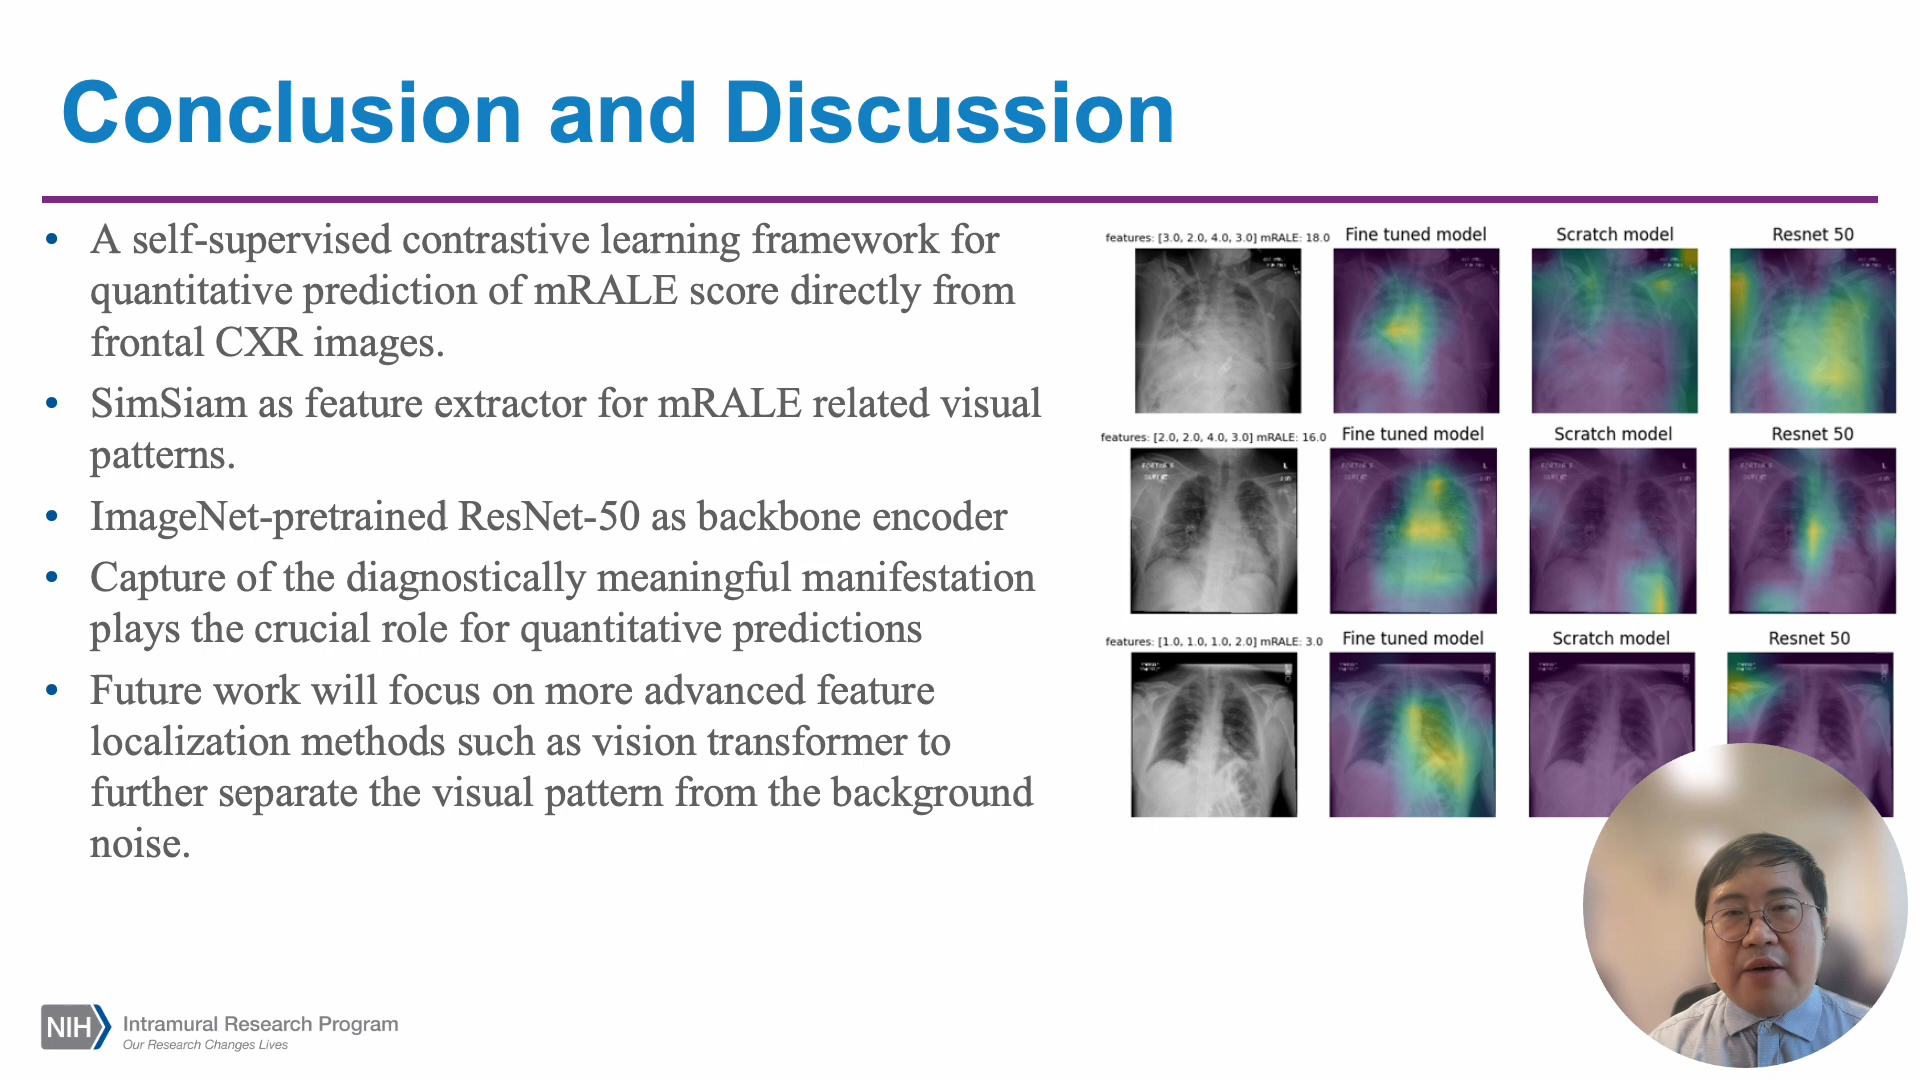 Conclusion and Discussion
• A self-supervised contrastive learning framework for
quantitative prediction of mRALE score directly from
frontal CXR images.
• SimSiam as feature extractor for mRALE related visual
patterns.
• ImageNet-pretrained ResNet-50 as backbone encoder
• Capture of the diagnostically meaningful manifestation
plays the crucial role for quantitative predictions
• Future work will focus on more advanced feature
localization methods such as vision transformer to
further separate the visual pattern from the background
noise.
features: [3.0, 2.0, 4.0, 3.0] mRALE: 18.0 Fine tuned model Scratch model Resnet 50
features: [2.0, 2.0, 4.0, 3.0] mRALE: 16.0 Fine tuned model Scratch model Resnet 50
features: [1.0, 1.0, 1.0, 2.0] mRALE: 3.0 Fine tuned model Scratch model Resnet 50
NIH Intramural Research Program
Our Research Changes Lives